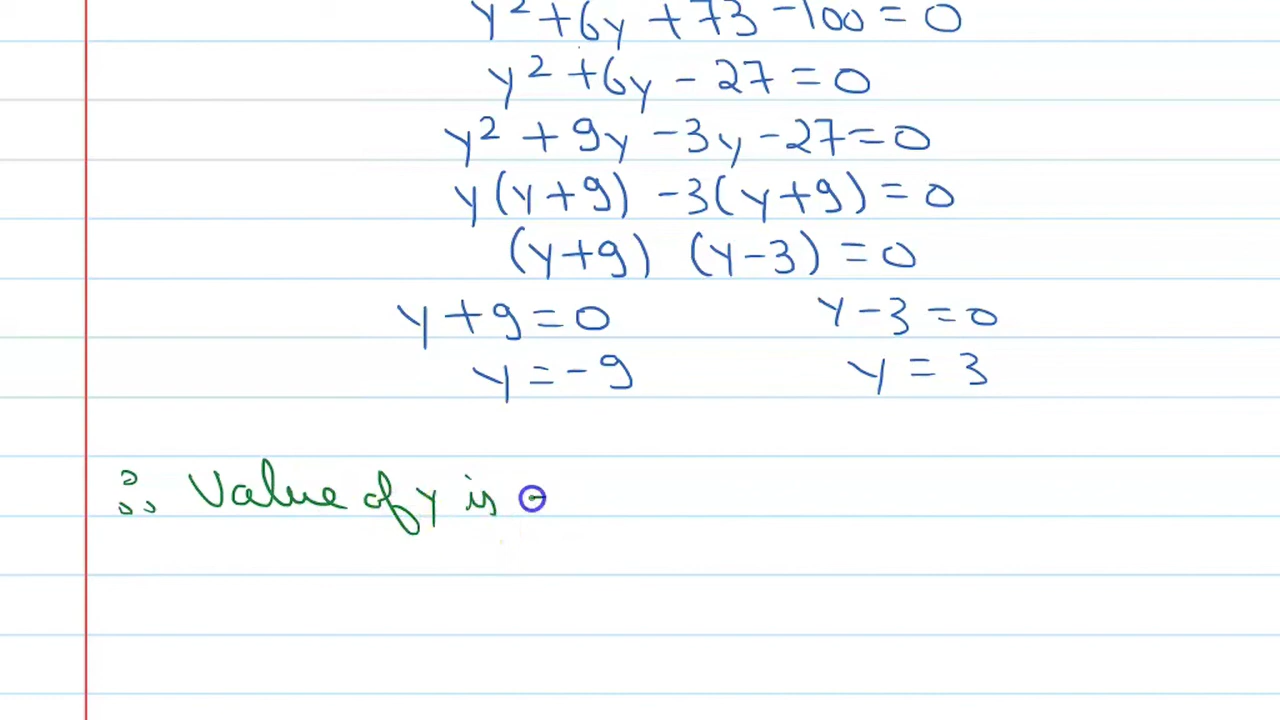 y² + 6y + 73 - 100 = 0
y² + 6y - 27 = 0
y² + 9y - 3y - 27 = 0
y (y + 9) - 3(y + 9) = 0
(y + 9) (y - 3) = 0
y + 9 = 0 y - 3 = 0
y = - 9 y = 3
∴ Value of y is -